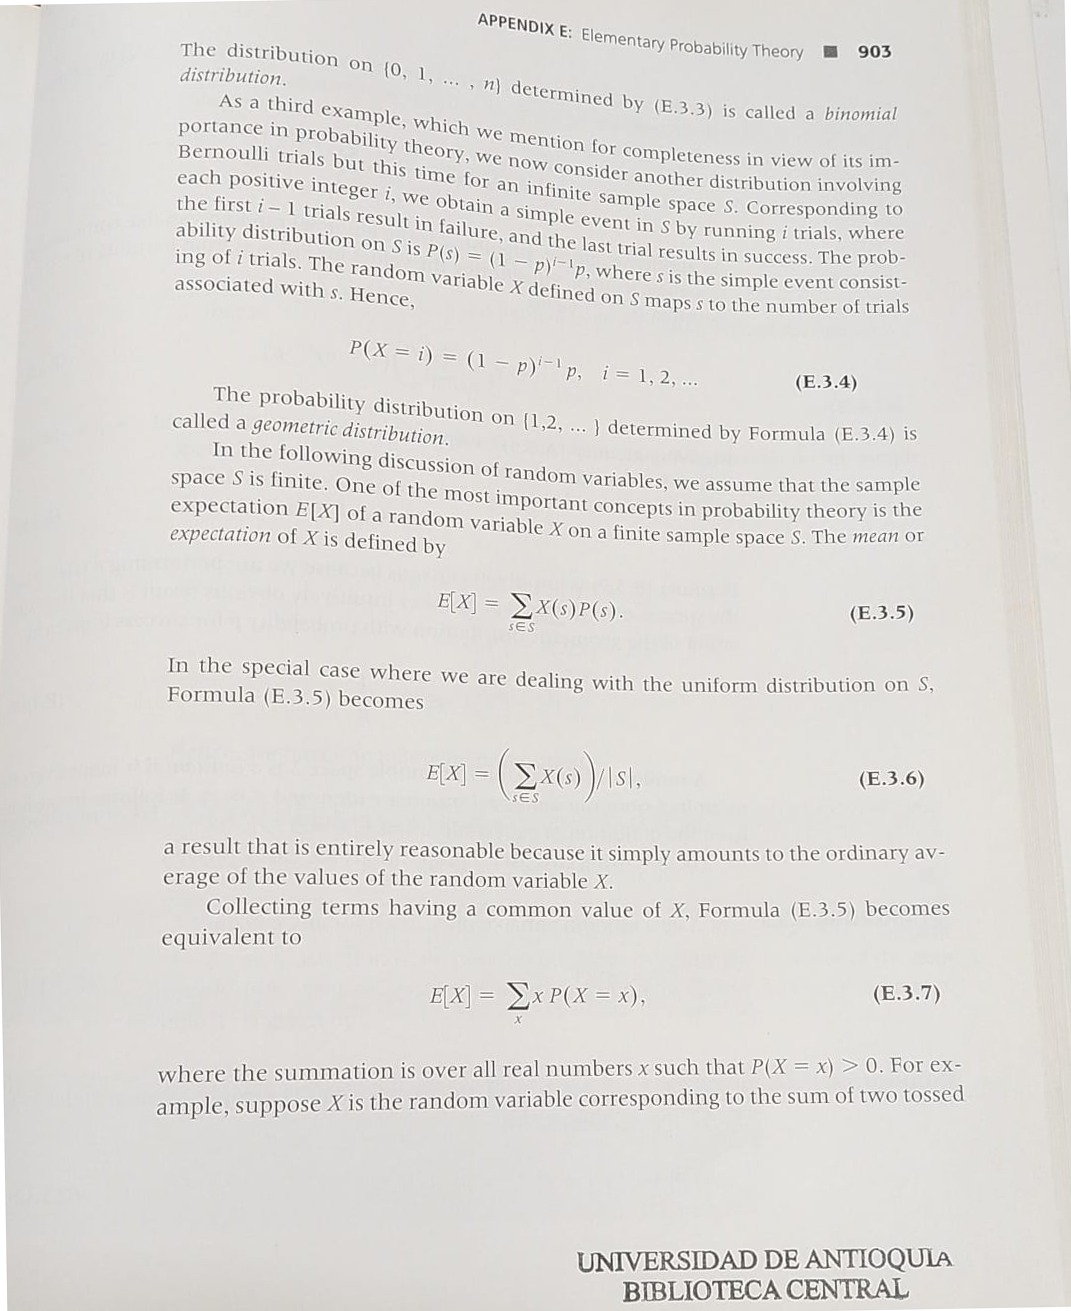 APPENDIX E: Elementary Probability Theory ■ 903
The distribution on {0, 1, ... , n} determined by (E.3.3) is called a binomial
distribution.
As a third example, which we mention for completeness in view of its im-
portance in probability theory, we now consider another distribution involving
Bernoulli trials but this time for an infinite sample space S. Corresponding to
each positive integer i, we obtain a simple event in S by running i trials, where
the first i − 1 trials result in failure, and the last trial results in success. The prob-
ability distribution on S is P(s) = (1 − p)^{i−1}p, where s is the simple event consist-
ing of i trials. The random variable X defined on S maps s to the number of trials
associated with s. Hence,
P(X = i) = (1 − p)^{i−1} p, i = 1, 2, ... (E.3.4)
The probability distribution on {1,2, ... } determined by Formula (E.3.4) is
called a geometric distribution.
In the following discussion of random variables, we assume that the sample
space S is finite. One of the most important concepts in probability theory is the
expectation E[X] of a random variable X on a finite sample space S. The mean or
expectation of X is defined by
E[X] = ∑_{s∈S} X(s)P(s). (E.3.5)
In the special case where we are dealing with the uniform distribution on S,
Formula (E.3.5) becomes
E[X] = (∑_{s∈S} X(s))/|S|, (E.3.6)
a result that is entirely reasonable because it simply amounts to the ordinary av-
erage of the values of the random variable X.
Collecting terms having a common value of X, Formula (E.3.5) becomes
equivalent to
E[X] = ∑_{x} x P(X = x), (E.3.7)
where the summation is over all real numbers x such that P(X = x) > 0. For ex-
ample, suppose X is the random variable corresponding to the sum of two tossed
UNIVERSIDAD DE ANTIOQUIA
BIBLIOTECA CENTRAL